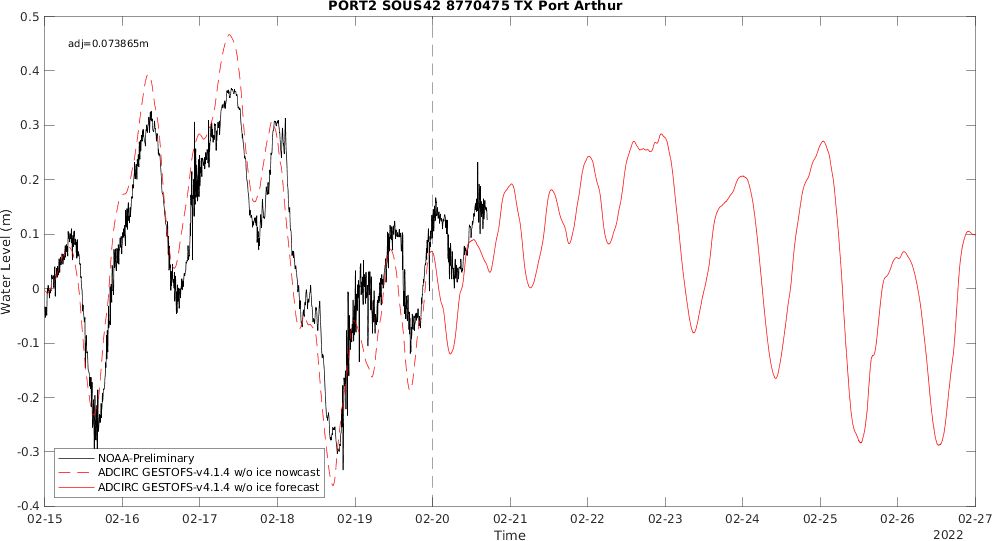 PORT2 SOUS42 8770475 TX Port Arthur
adj=0.073865m
0.5
0.4
0.3
0.2
0.1
0
-0.1
-0.2
-0.3
-0.4
Water Level (m)
NOAA-Preliminary
ADCIRC GESTOFS-v4.1.4 w/o ice nowcast
ADCIRC GESTOFS-v4.1.4 w/o ice forecast
02-15 02-16 02-17 02-18 02-19 02-20 02-21 02-22 02-23 02-24 02-25 02-26 02-27
Time
2022